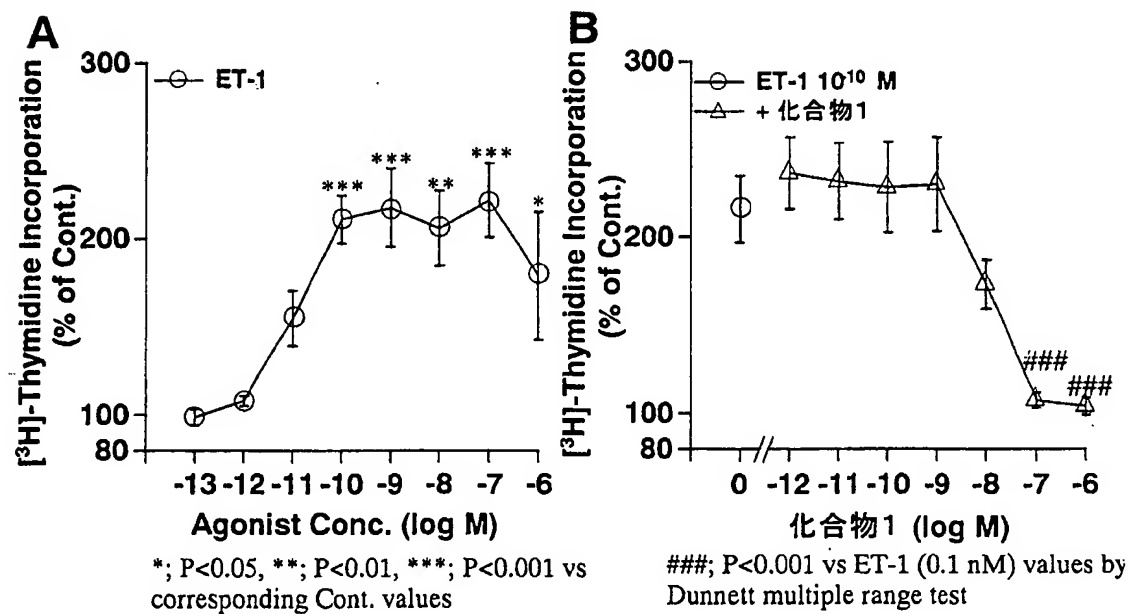 A
[³H]-Thymidine Incorporation
(% of Cont.)
300
200
100
80
ET-1
***
***
**
***
*
-13 -12 -11 -10 -9 -8 -7 -6
Agonist Conc. (log M)
*; P<0.05, **; P<0.01, ***; P<0.001 vs
corresponding Cont. values
B
[³H]-Thymidine Incorporation
(% of Cont.)
300
200
100
80
ET-1 10⁻¹⁰ M
+ 化合物1
###
###
0 -12 -11 -10 -9 -8 -7 -6
化合物1 (log M)
###; P<0.001 vs ET-1 (0.1 nM) values by
Dunnett multiple range test